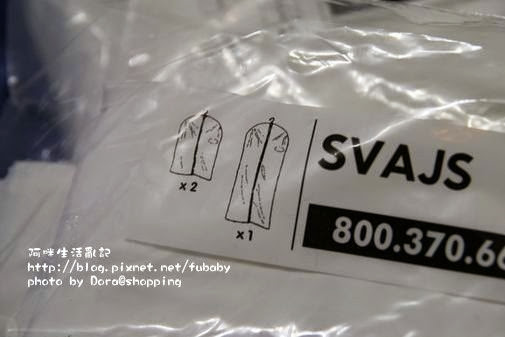 SVAJS
x2
x1
800.370.66
阿咪生活亂記
http://blog.pixnet.net/fubaby
photo by Dora@shopping